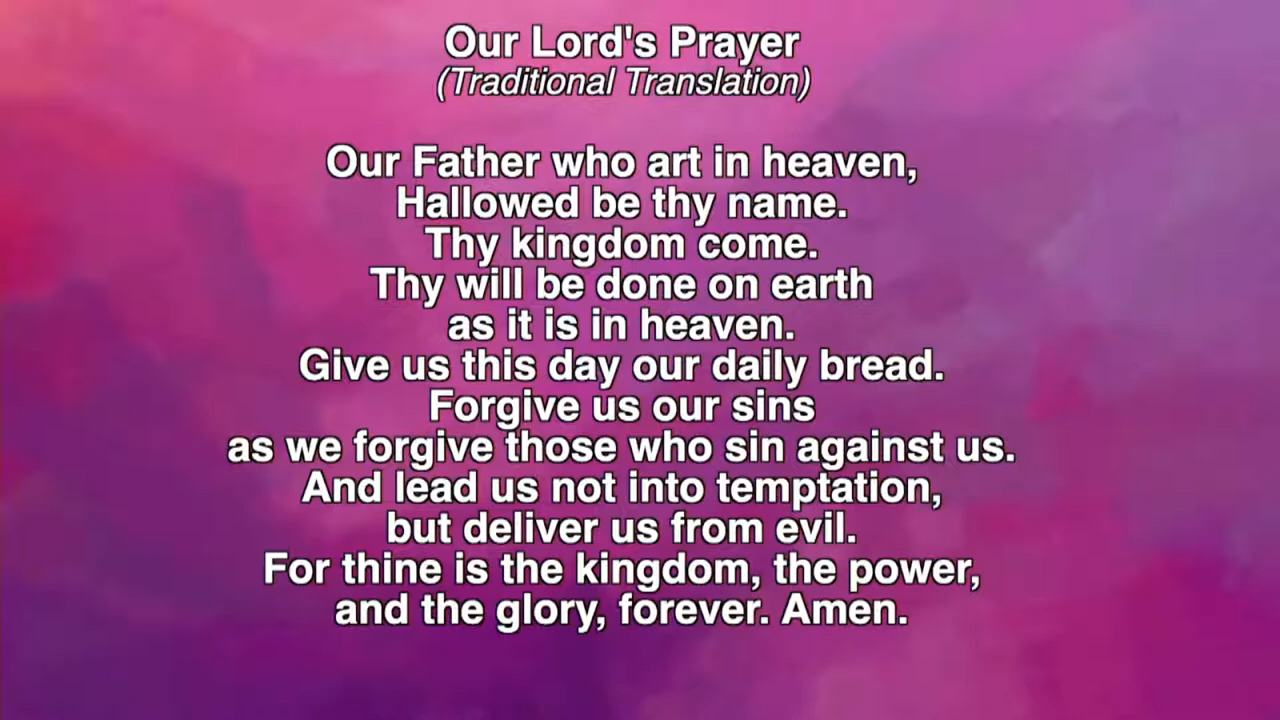 Our Lord's Prayer
(Traditional Translation)
Our Father who art in heaven,
Hallowed be thy name.
Thy kingdom come.
Thy will be done on earth
as it is in heaven.
Give us this day our daily bread.
Forgive us our sins
as we forgive those who sin against us.
And lead us not into temptation,
but deliver us from evil.
For thine is the kingdom, the power,
and the glory, forever. Amen.